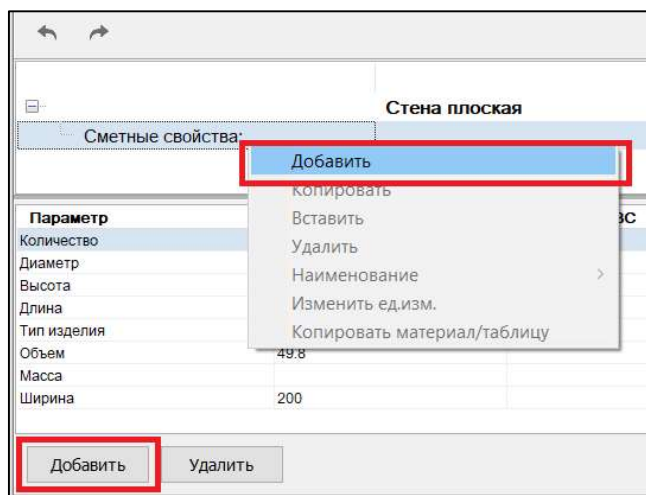 Стена плоская
Сметные свойства:
Добавить
Копировать
Вставить
Удалить
Наименование
Изменить ед.изм.
Копировать материал/таблицу
Параметр
Количество
Диаметр
Высота
Длина
Тип изделия
Объем 49.8
Масса
Ширина 200
Добавить Удалить